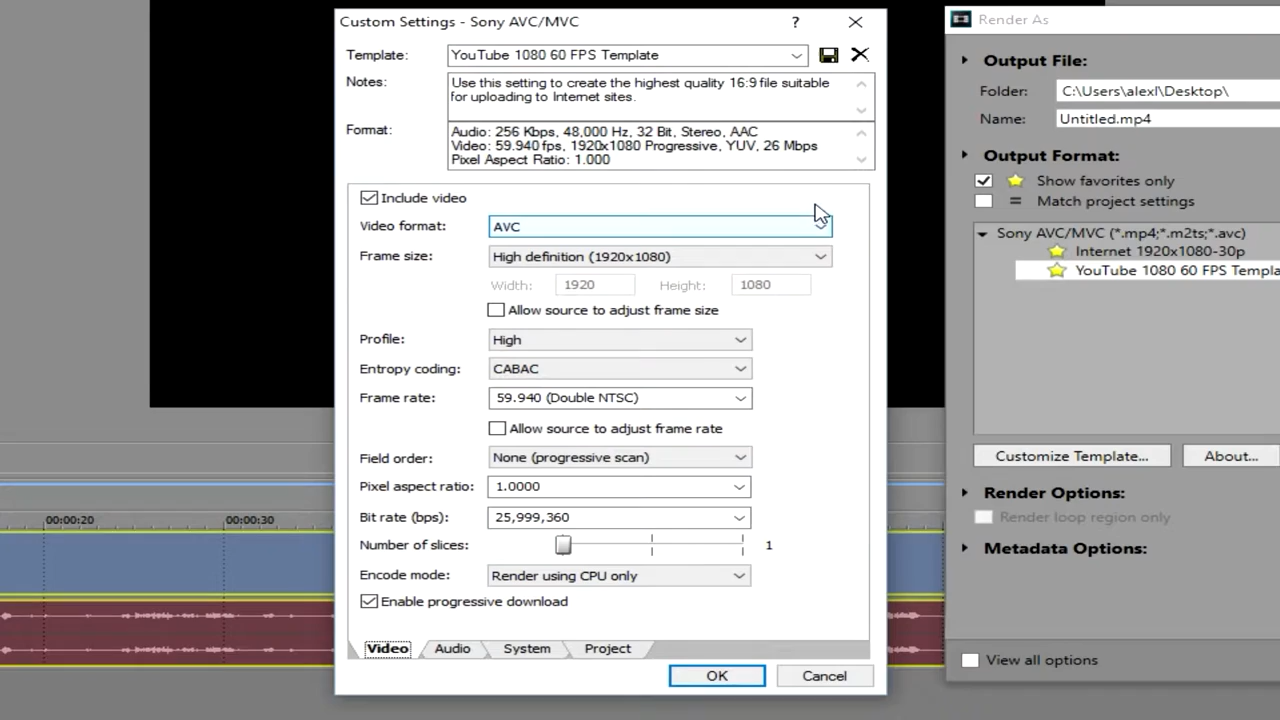 Custom Settings - Sony AVC/MVC
?
Template:
YouTube 1080 60 FPS Template
Notes:
Use this setting to create the highest quality 16:9 file suitable
for uploading to Internet sites.
Format:
Audio: 256 Kbps, 48,000 Hz, 32 Bit, Stereo, AAC
Video: 59.940 fps, 1920x1080 Progressive, YUV, 26 Mbps
Pixel Aspect Ratio: 1.000
Include video
Video format:
AVC
Frame size:
High definition (1920x1080)
Width:
1920
Height:
1080
Allow source to adjust frame size
Profile:
High
Entropy coding:
CABAC
Frame rate:
59.940 (Double NTSC)
Allow source to adjust frame rate
Field order:
None (progressive scan)
Pixel aspect ratio:
1.0000
Bit rate (bps):
25,999,360
Number of slices:
1
Encode mode:
Render using CPU only
Enable progressive download
Video
Audio
System
Project
OK
Cancel
Render As
Output File:
Folder:
C:\Users\alexl\Desktop\
Name:
Untitled.mp4
Output Format:
Show favorites only
= Match project settings
Sony AVC/MVC (*.mp4;*.m2ts;*.avc)
Internet 1920x1080-30p
YouTube 1080 60 FPS Templa
Customize Template...
About...
Render Options:
Render loop region only
Metadata Options:
View all options
00:00:20
00:00:30